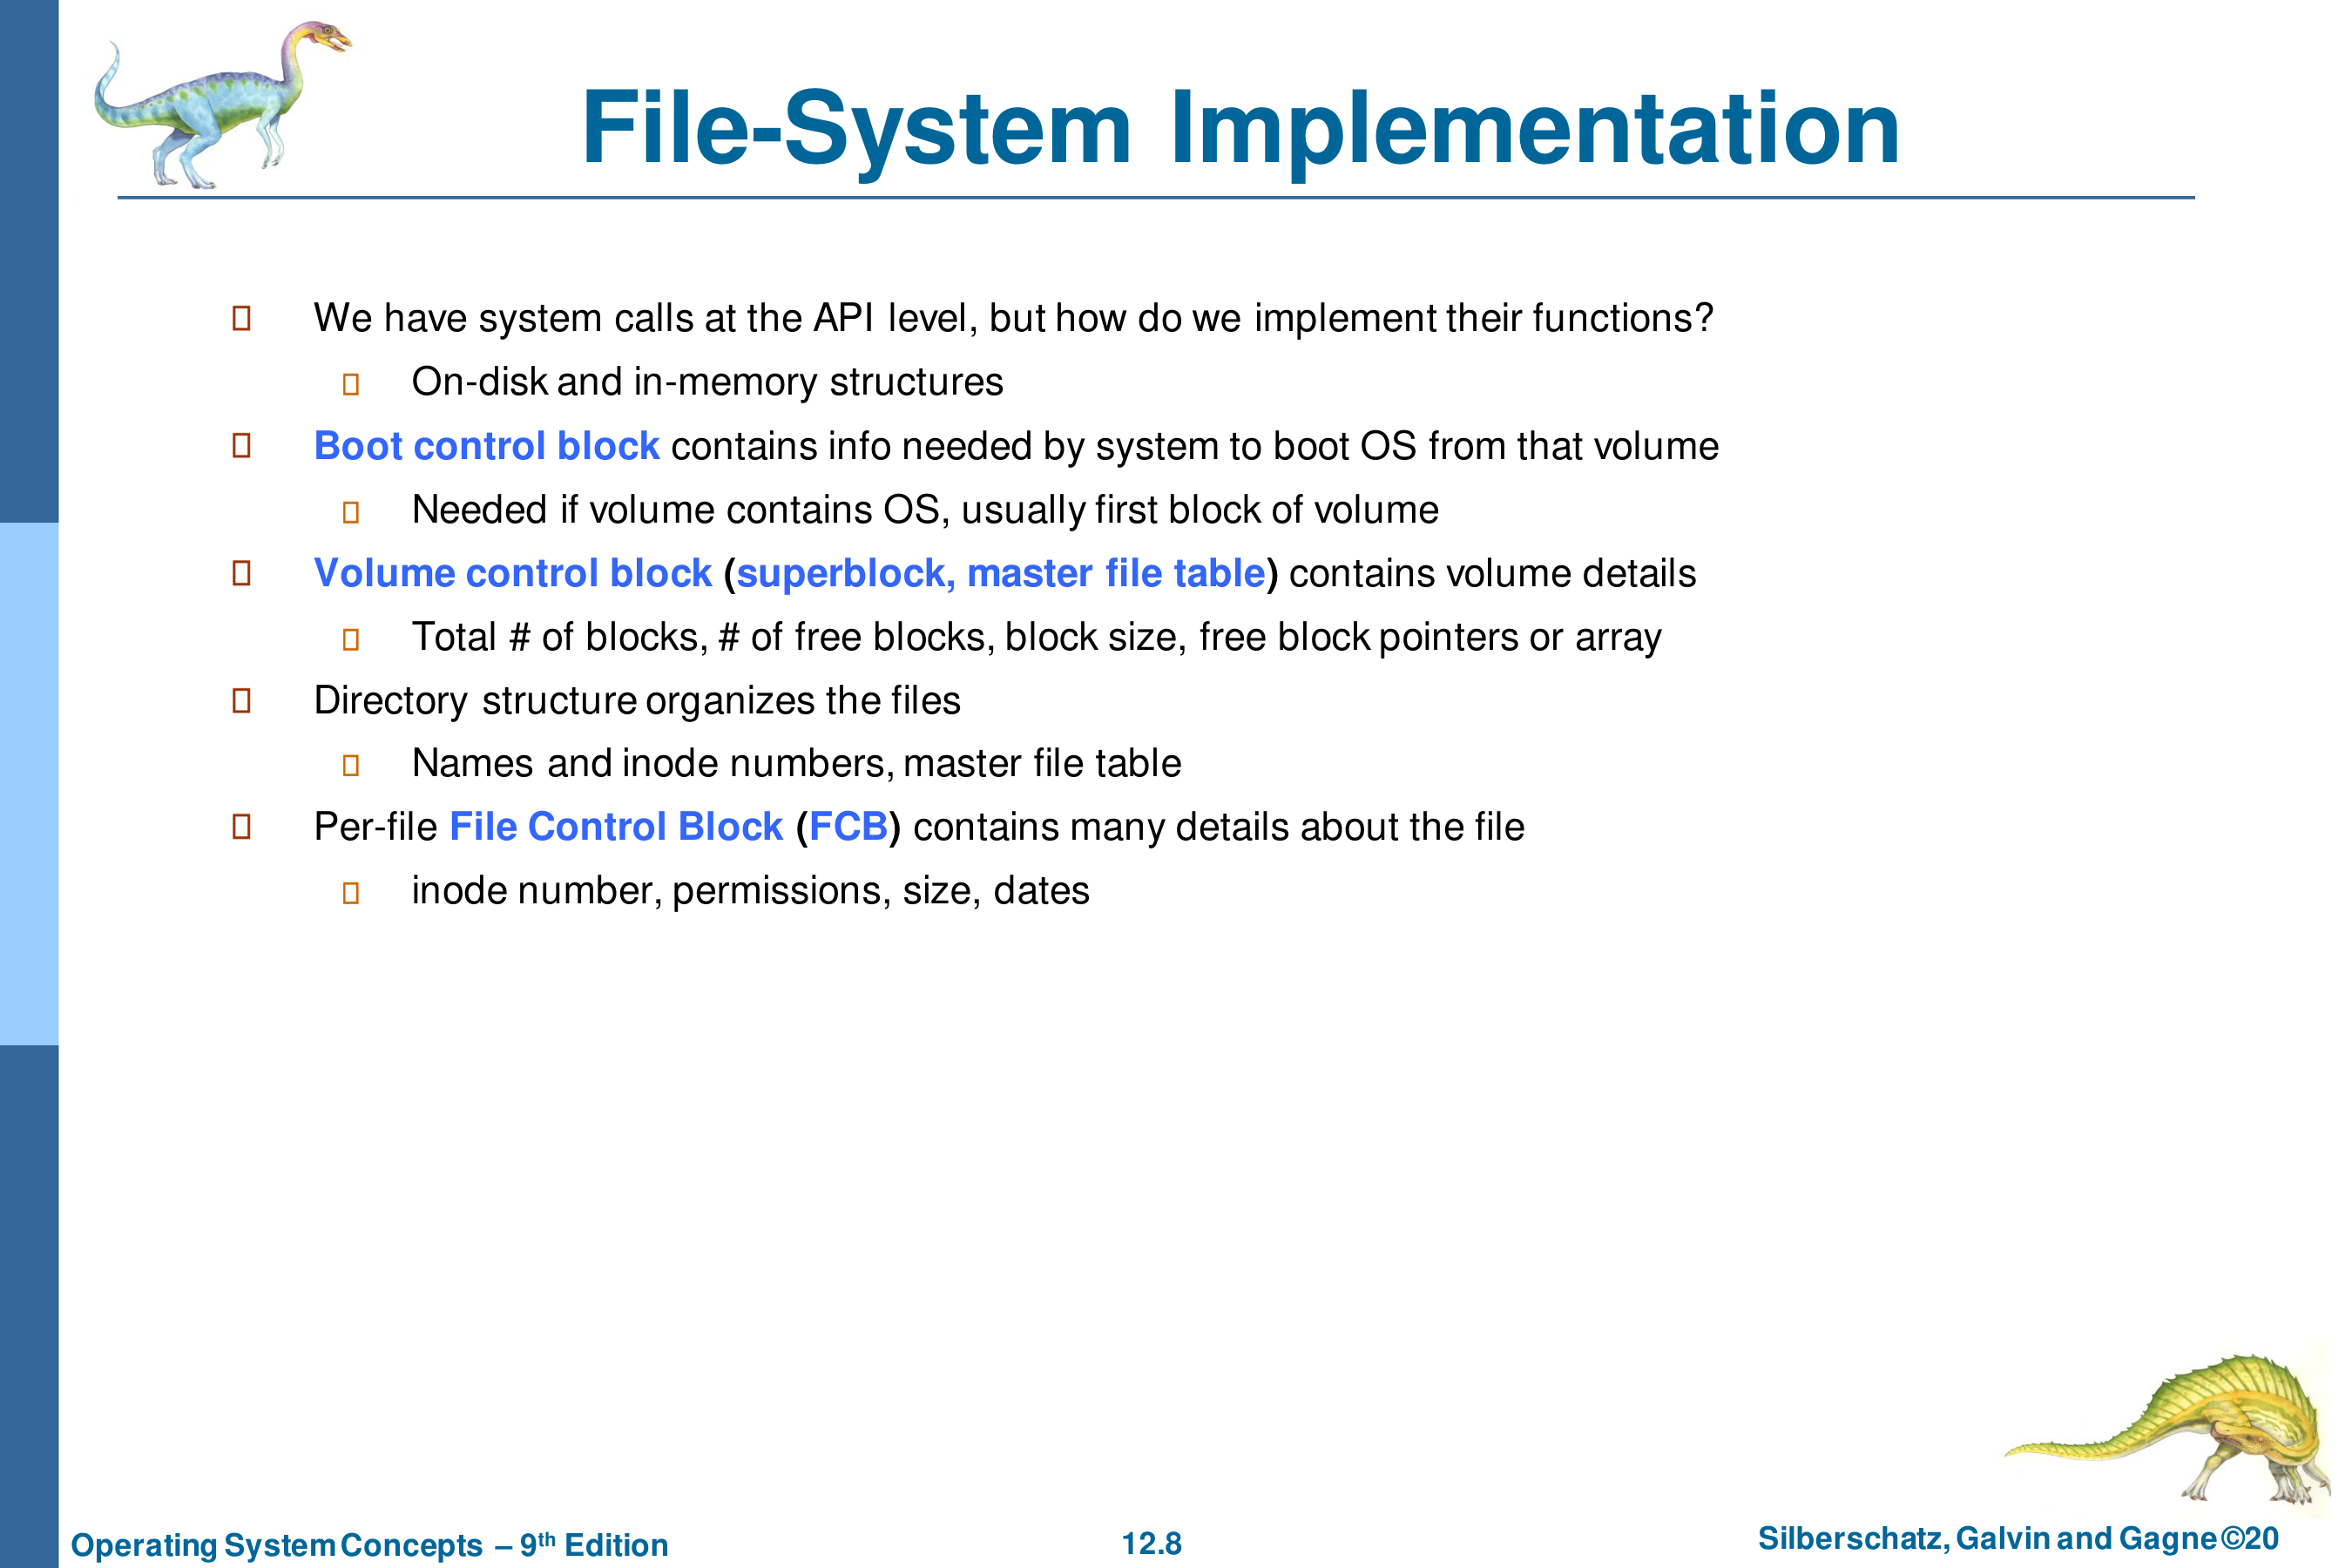 File-System Implementation
We have system calls at the API level, but how do we implement their functions?
On-disk and in-memory structures
Boot control block contains info needed by system to boot OS from that volume
Needed if volume contains OS, usually first block of volume
Volume control block (superblock, master file table) contains volume details
Total # of blocks, # of free blocks, block size, free block pointers or array
Directory structure organizes the files
Names and inode numbers, master file table
Per-file File Control Block (FCB) contains many details about the file
inode number, permissions, size, dates
Operating System Concepts – 9th Edition
12.8
Silberschatz, Galvin and Gagne ©20